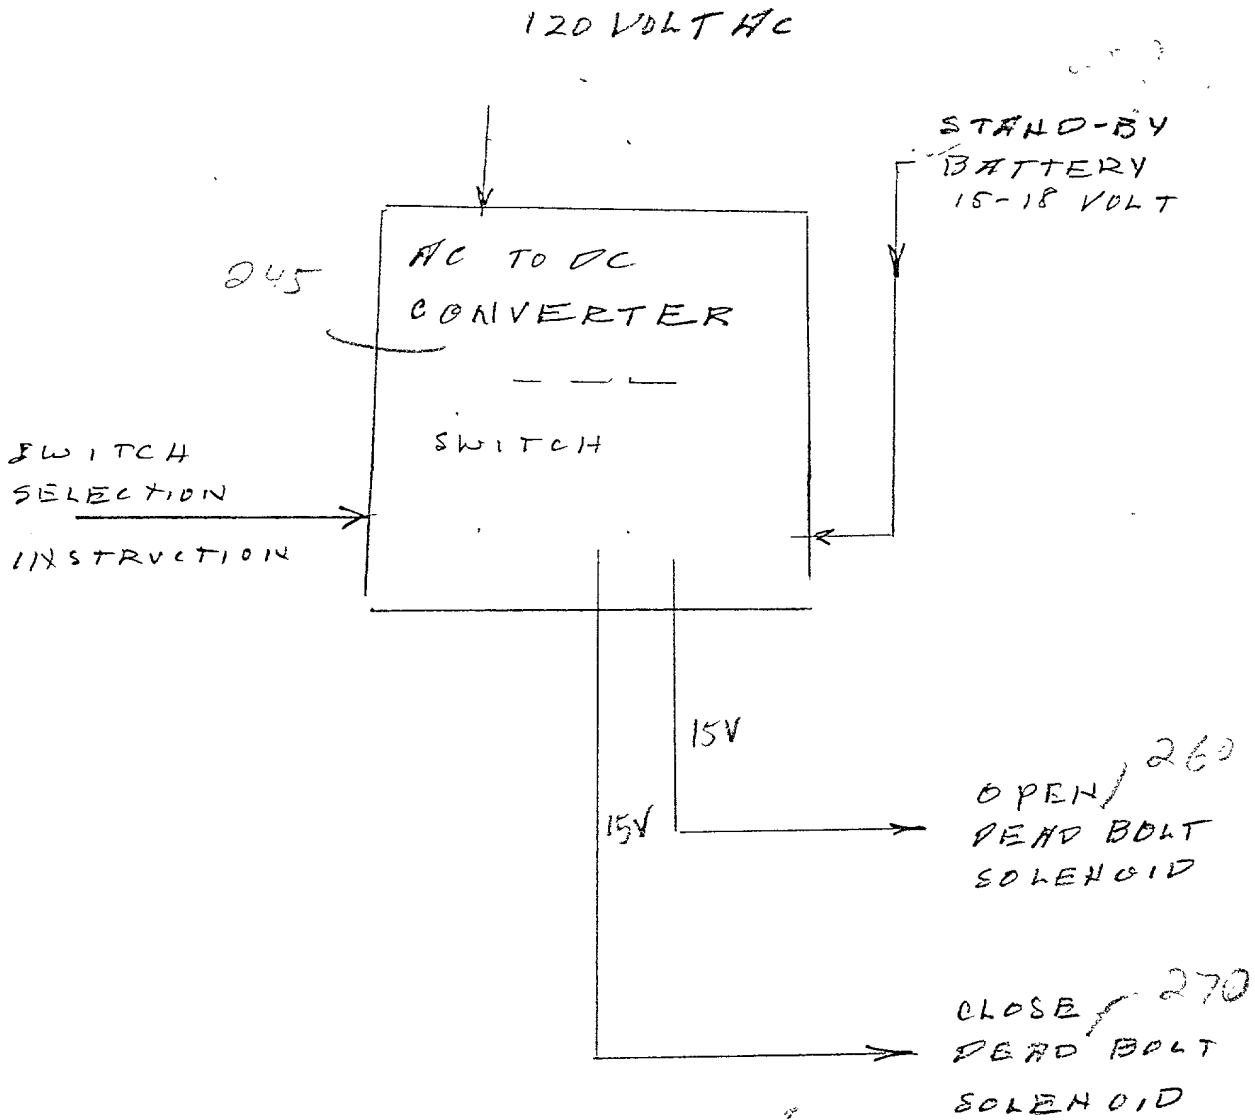 120 VOLT AC
STAND-BY
BATTERY
15-18 VOLT
AC TO DC
CONVERTER
245
SWITCH
SWITCH
SELECTION
INSTRUCTION
15V
15V
OPEN 260
DEAD BOLT
SOLENOID
CLOSE 270
DEAD BOLT
SOLENOID